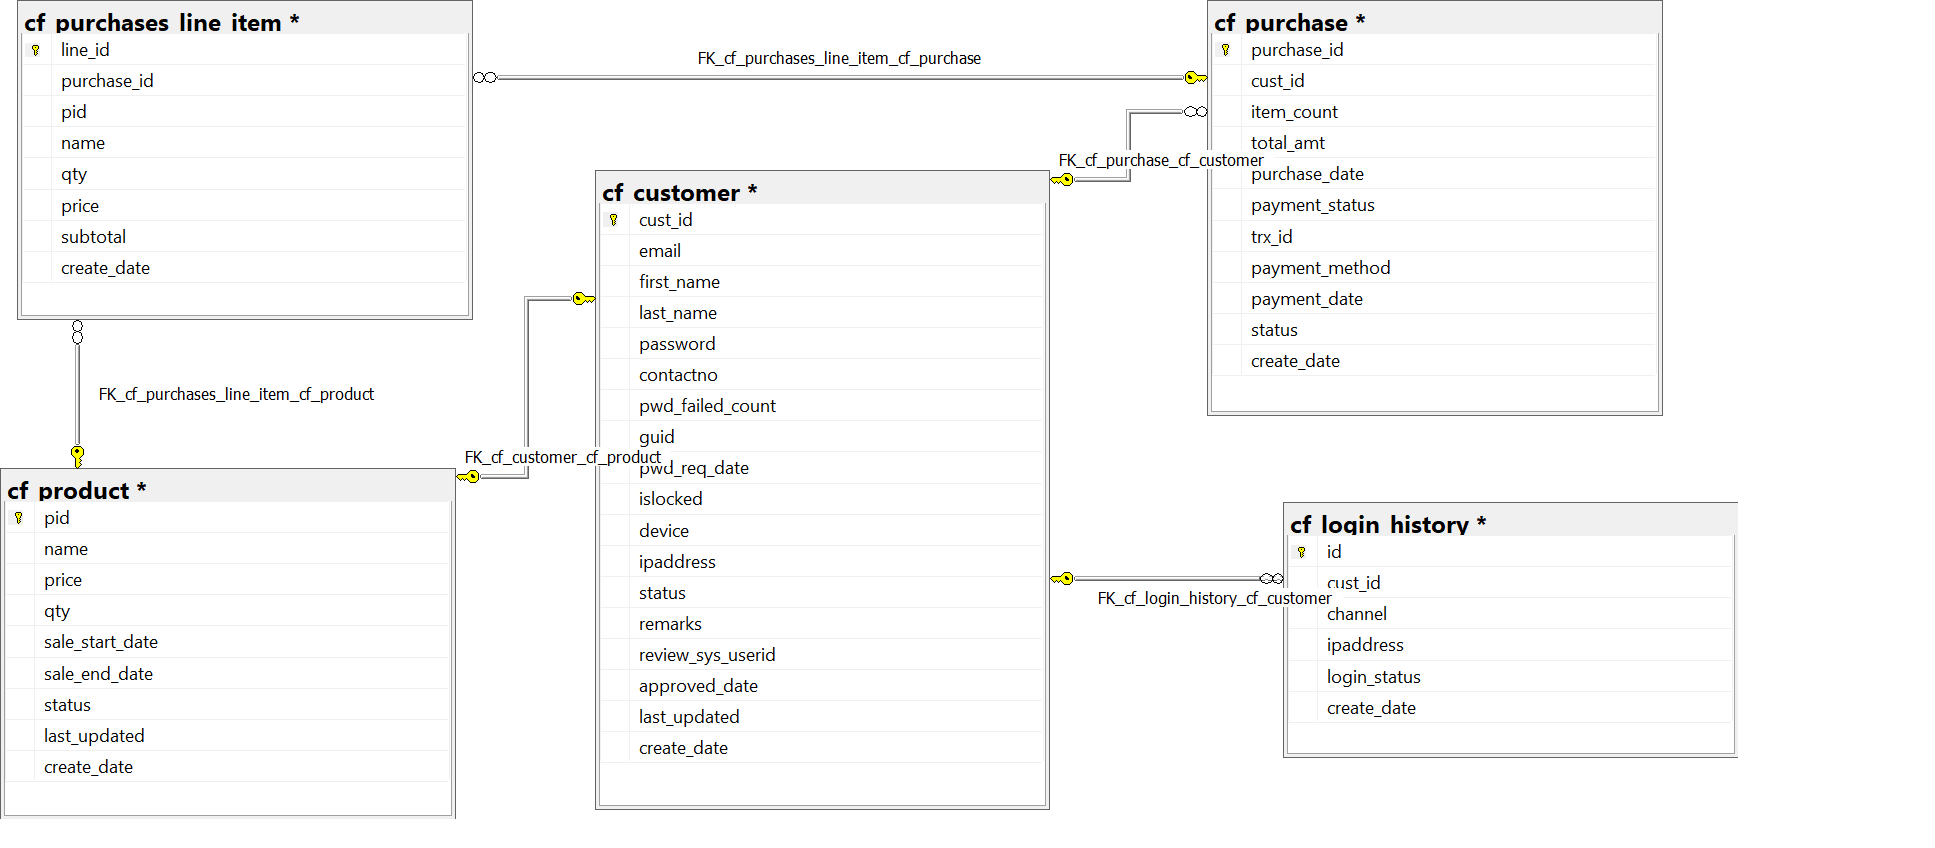 cf_purchases_line_item *
line_id
purchase_id
pid
name
qty
price
subtotal
create_date
FK_cf_purchases_line_item_cf_purchase
cf_purchase *
purchase_id
cust_id
item_count
total_amt
purchase_date
payment_status
trx_id
payment_method
payment_date
status
create_date
FK_cf_purchase_cf_customer
cf_customer *
cust_id
email
first_name
last_name
password
contactno
pwd_failed_count
guid
pwd_req_date
islocked
device
ipaddress
status
remarks
review_sys_userid
approved_date
last_updated
create_date
FK_cf_purchases_line_item_cf_product
FK_cf_customer_cf_product
cf_product *
pid
name
price
qty
sale_start_date
sale_end_date
status
last_updated
create_date
FK_cf_login_history_cf_customer
cf_login_history *
id
cust_id
channel
ipaddress
login_status
create_date